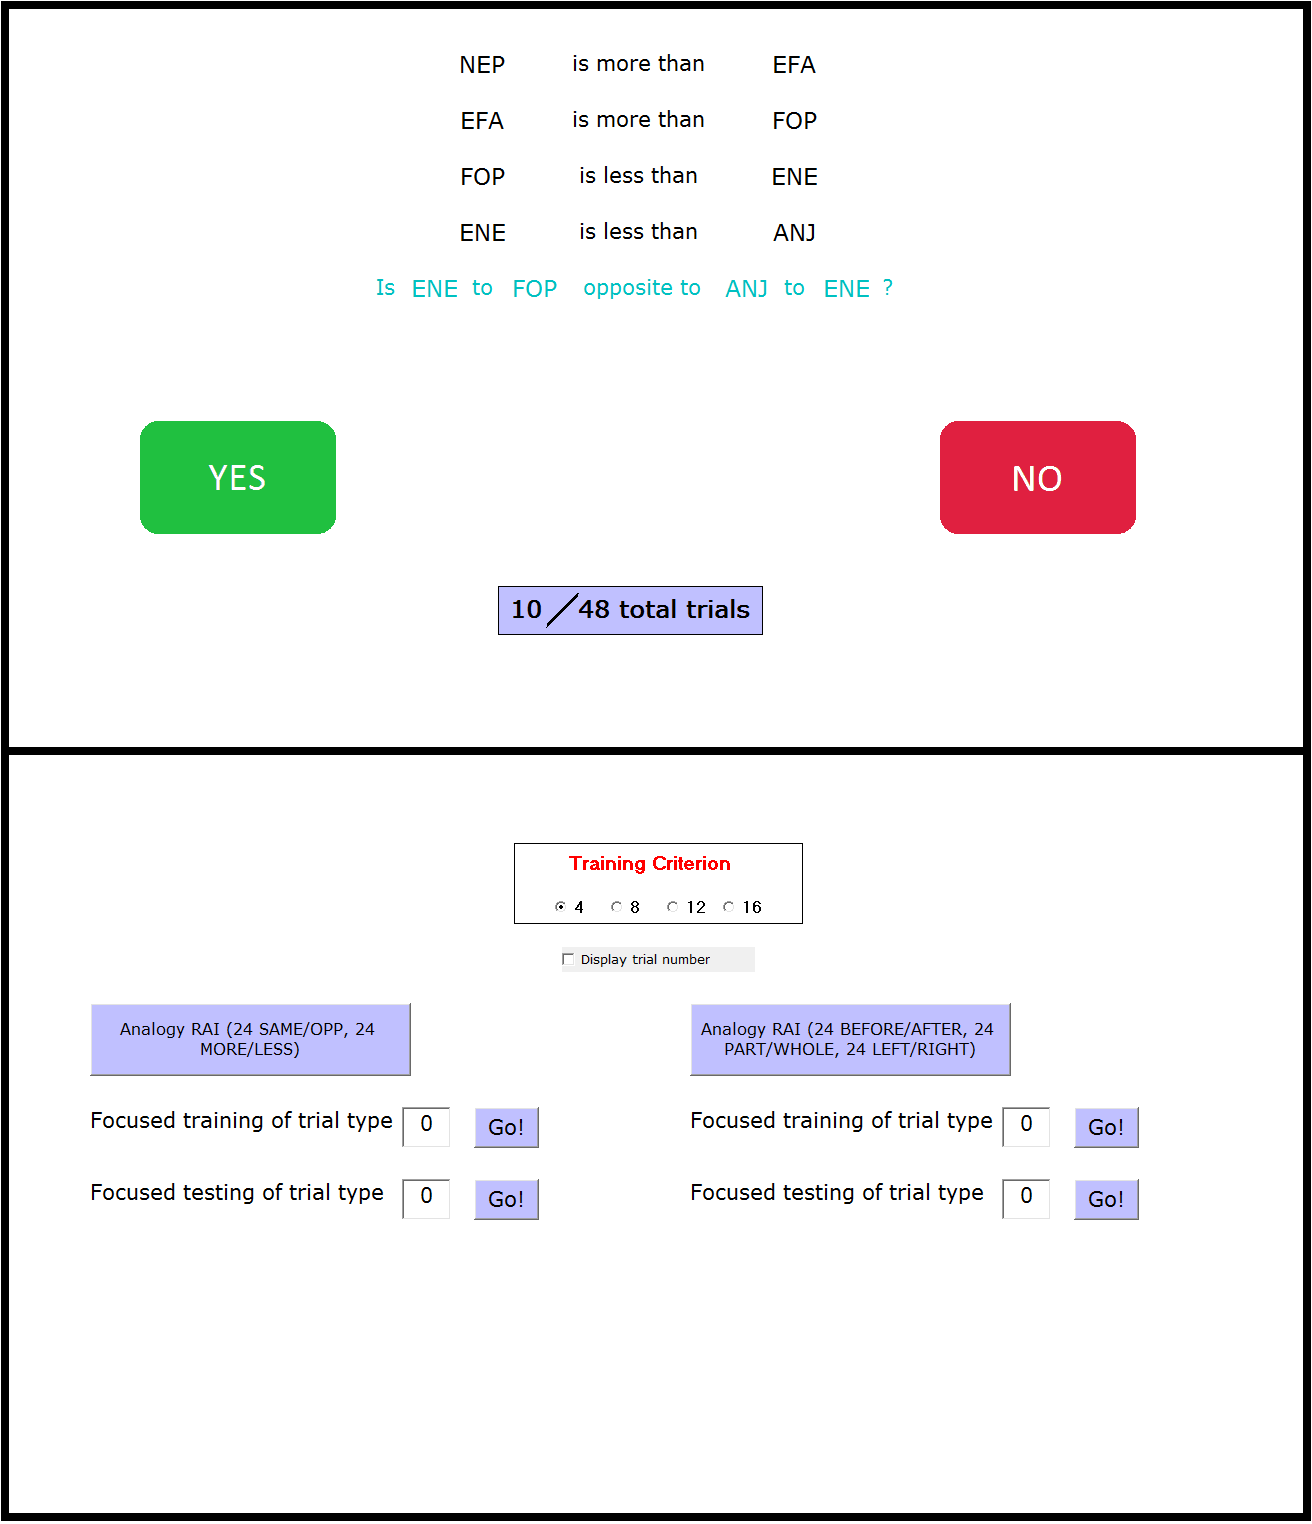 NEP is more than EFA
EFA is more than FOP
FOP is less than ENE
ENE is less than ANJ
Is ENE to FOP opposite to ANJ to ENE ?
YES NO
10/48 total trials
Training Criterion
4 8 12 16
Display trial number
Analogy RAI (24 SAME/OPP, 24
MORE/LESS)
Analogy RAI (24 BEFORE/AFTER, 24
PART/WHOLE, 24 LEFT/RIGHT)
Focused training of trial type 0 Go!
Focused training of trial type 0 Go!
Focused testing of trial type 0 Go!
Focused testing of trial type 0 Go!